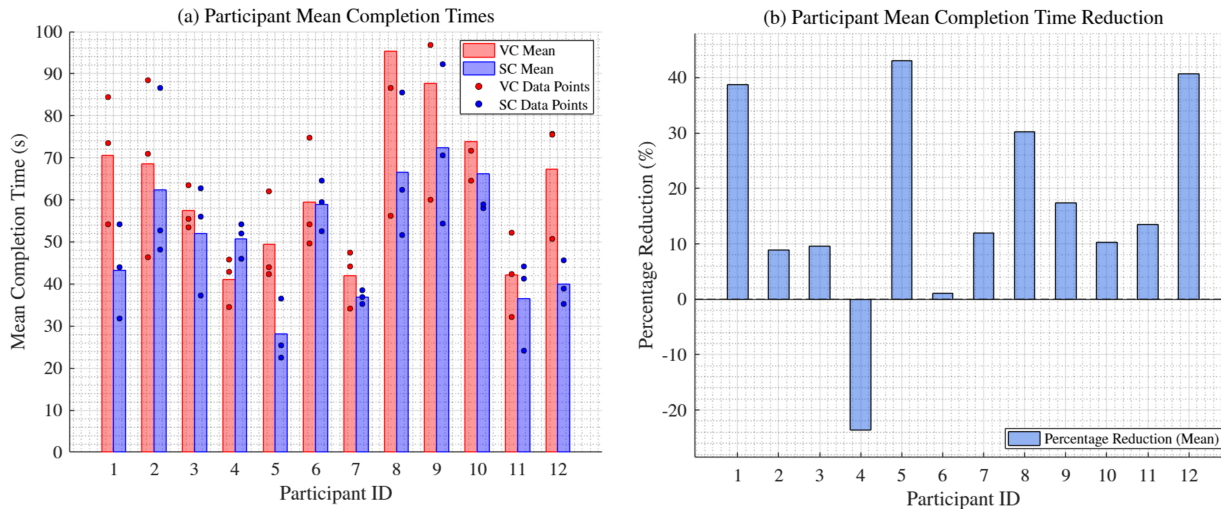 (a) Participant Mean Completion Times
Mean Completion Time (s)
100
90
80
70
60
50
40
30
20
10
0
VC Mean
SC Mean
VC Data Points
SC Data Points
1 2 3 4 5 6 7 8 9 10 11 12
Participant ID
(b) Participant Mean Completion Time Reduction
Percentage Reduction (%)
40
30
20
10
0
-10
-20
Percentage Reduction (Mean)
1 2 3 4 5 6 7 8 9 10 11 12
Participant ID